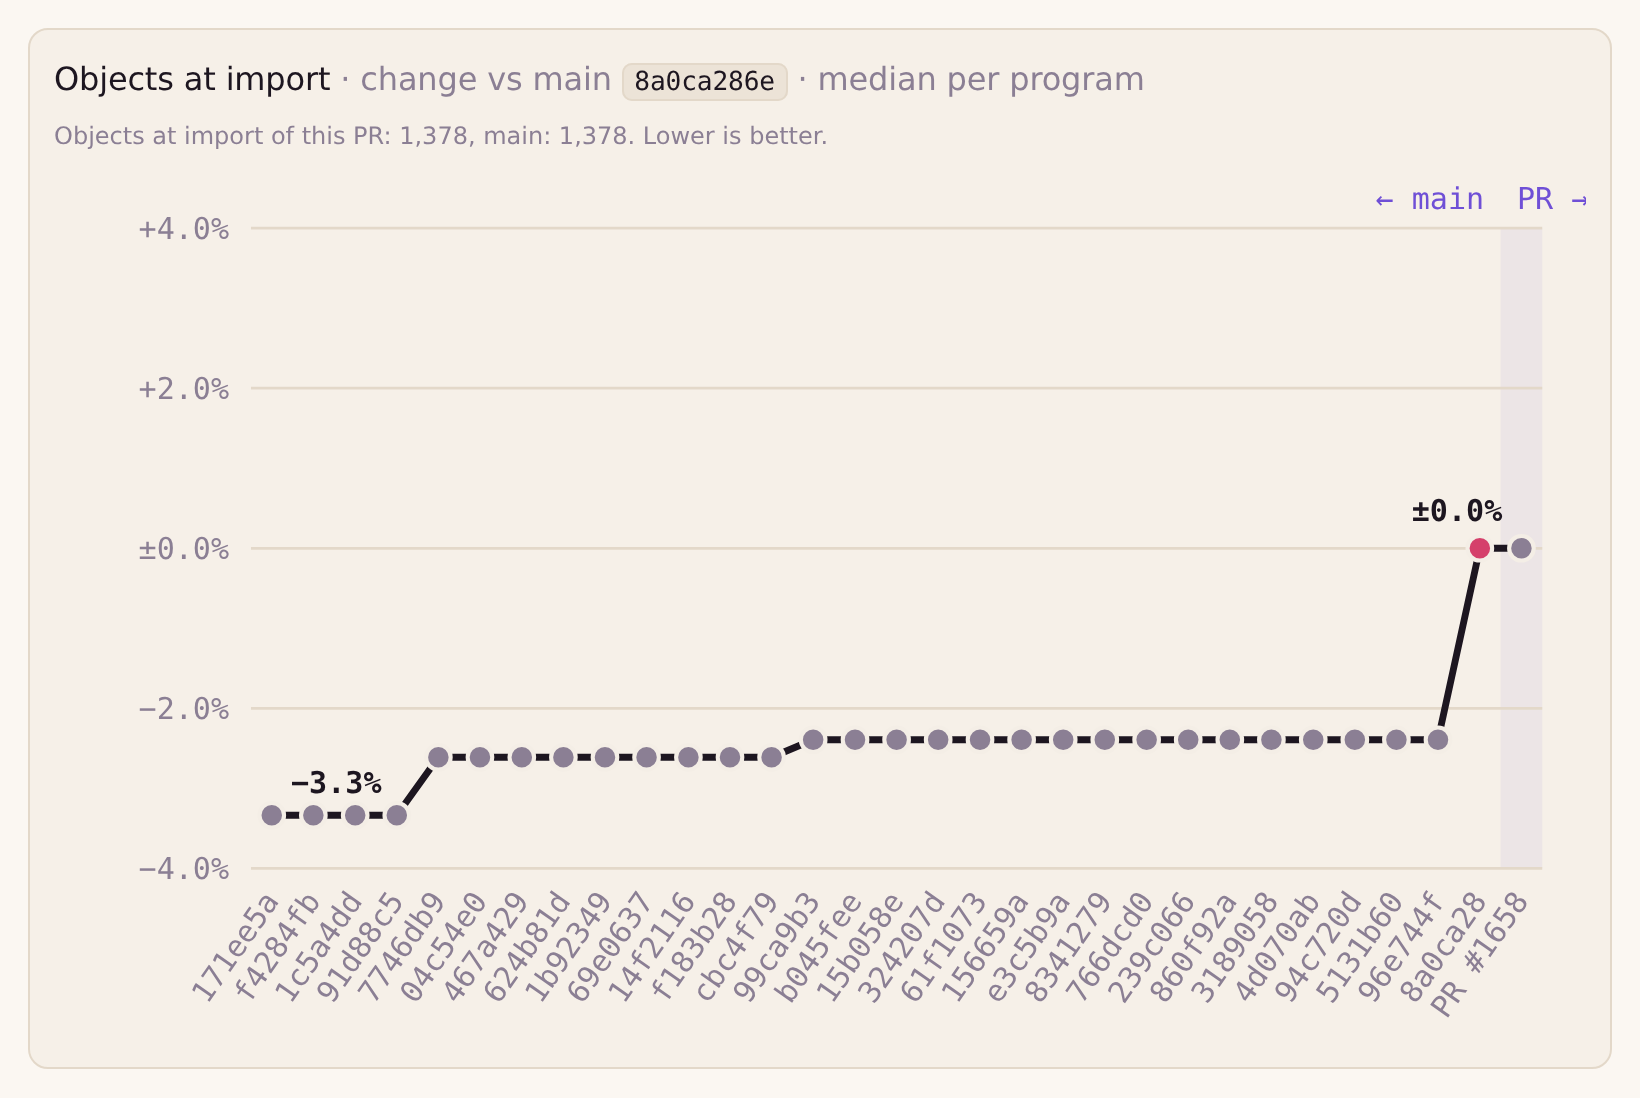 Objects at import · change vs main 8a0ca286e · median per program
Objects at import of this PR: 1,378, main: 1,378. Lower is better.
← main PR →
+4.0%
+2.0%
±0.0%
−2.0%
−4.0%
−3.3%
±0.0%
171ee5a
f4284fb
1c5a4dd
91d88c5
7746db9
04c54e0
467a429
624b81d
1b92349
69e0637
14f2116
f183b28
cbc4f79
99ca9b3
b045fee
15b058e
324207d
61f1073
156659a
e3c5b9a
8341279
766dcd0
239c066
860f92a
3189058
4d070ab
94c720d
5131b60
96e744f
8a0ca28
PR #1658